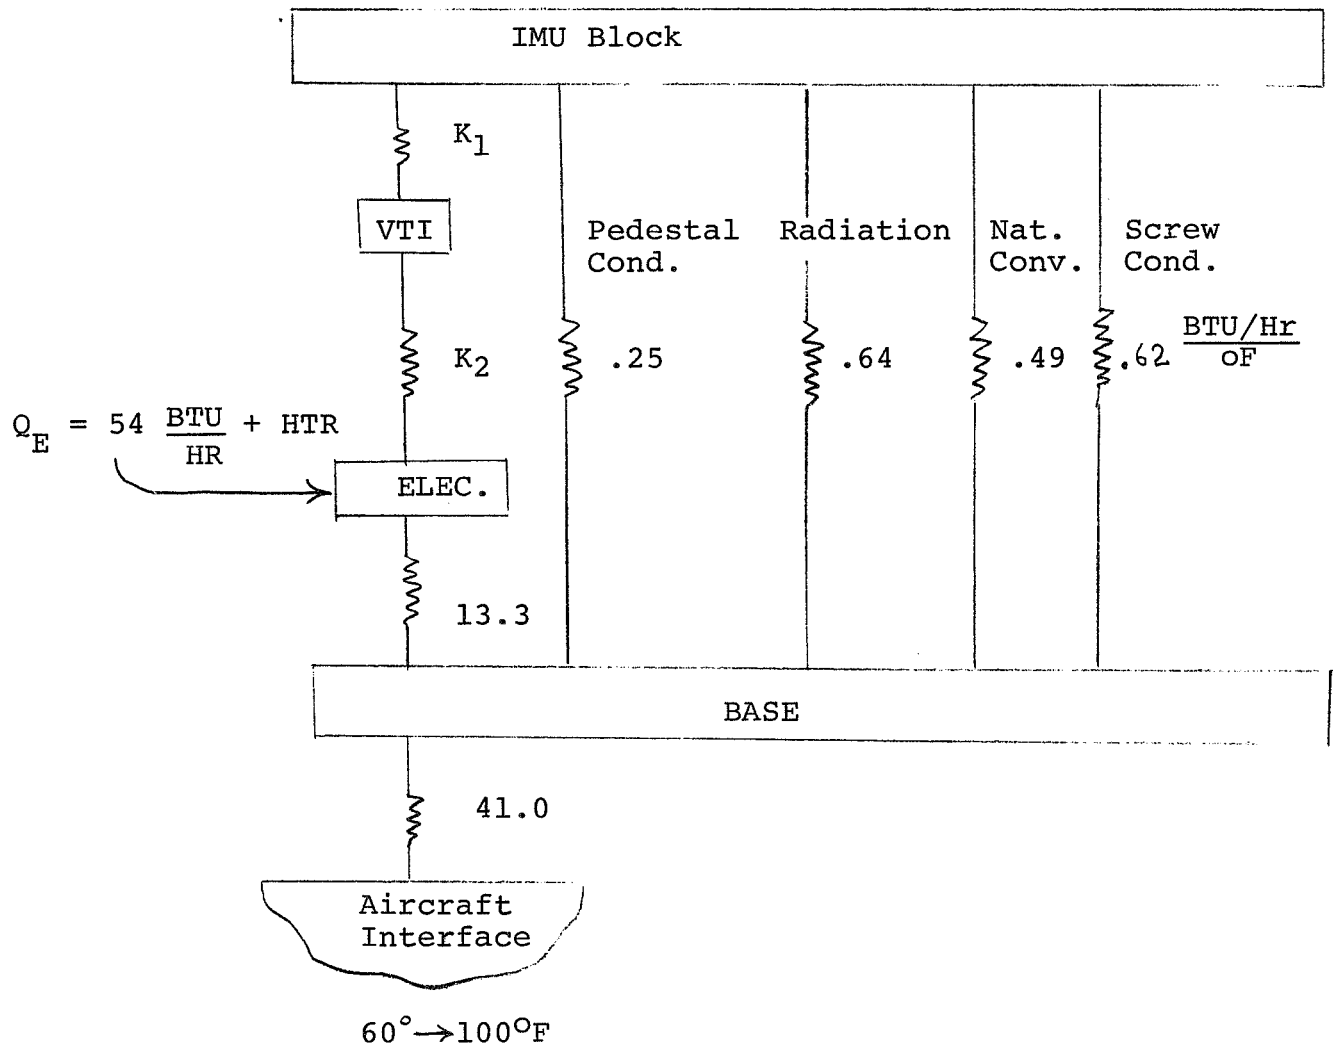 IMU Block
K1
VTI
Pedestal Cond.
Radiation
Nat. Conv.
Screw Cond.
K2
.25
.64
.49
.62 BTU/Hr
oF
QE = 54 BTU/HR + HTR
ELEC.
13.3
BASE
41.0
Aircraft
Interface
60°→100°F